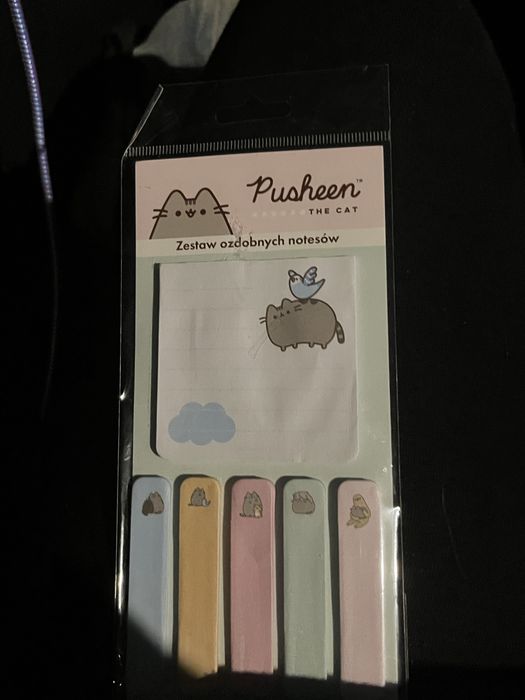 Pusheen™
THE CAT
Zestaw ozdobnych notesów